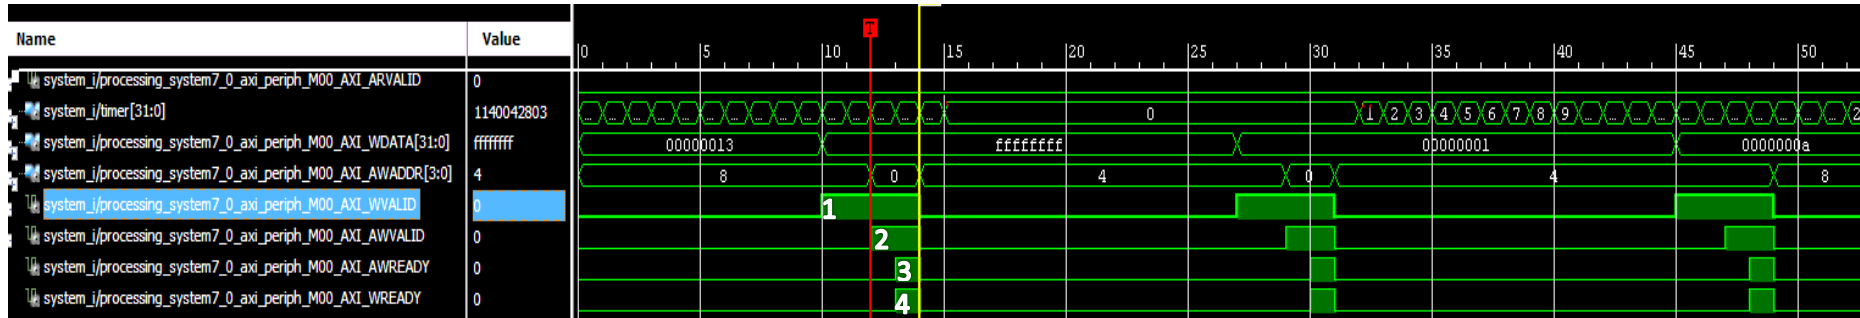 Name Value
T
0 5 10 15 20 25 30 35 40 45 50
system_i/processing_system7_0_axi_periph_M00_AXI_ARVALID 0
system_i/timer[31:0] 1140042803 ... ... ... ... ... ... ... ... ... ... ... ... ... ... ... 0 1 2 3 4 5 6 7 8 9 ... ... ... ... ... ... ... ... ... ... ... 2
system_i/processing_system7_0_axi_periph_M00_AXI_WDATA[31:0] ffffffff 00000013 ffffffff 00000001 0000000a
system_i/processing_system7_0_axi_periph_M00_AXI_AWADDR[3:0] 4 8 0 4 0 4 8
system_i/processing_system7_0_axi_periph_M00_AXI_WVALID 0 1
system_i/processing_system7_0_axi_periph_M00_AXI_AWVALID 0 2
system_i/processing_system7_0_axi_periph_M00_AXI_AWREADY 0 3
system_i/processing_system7_0_axi_periph_M00_AXI_WREADY 0 4